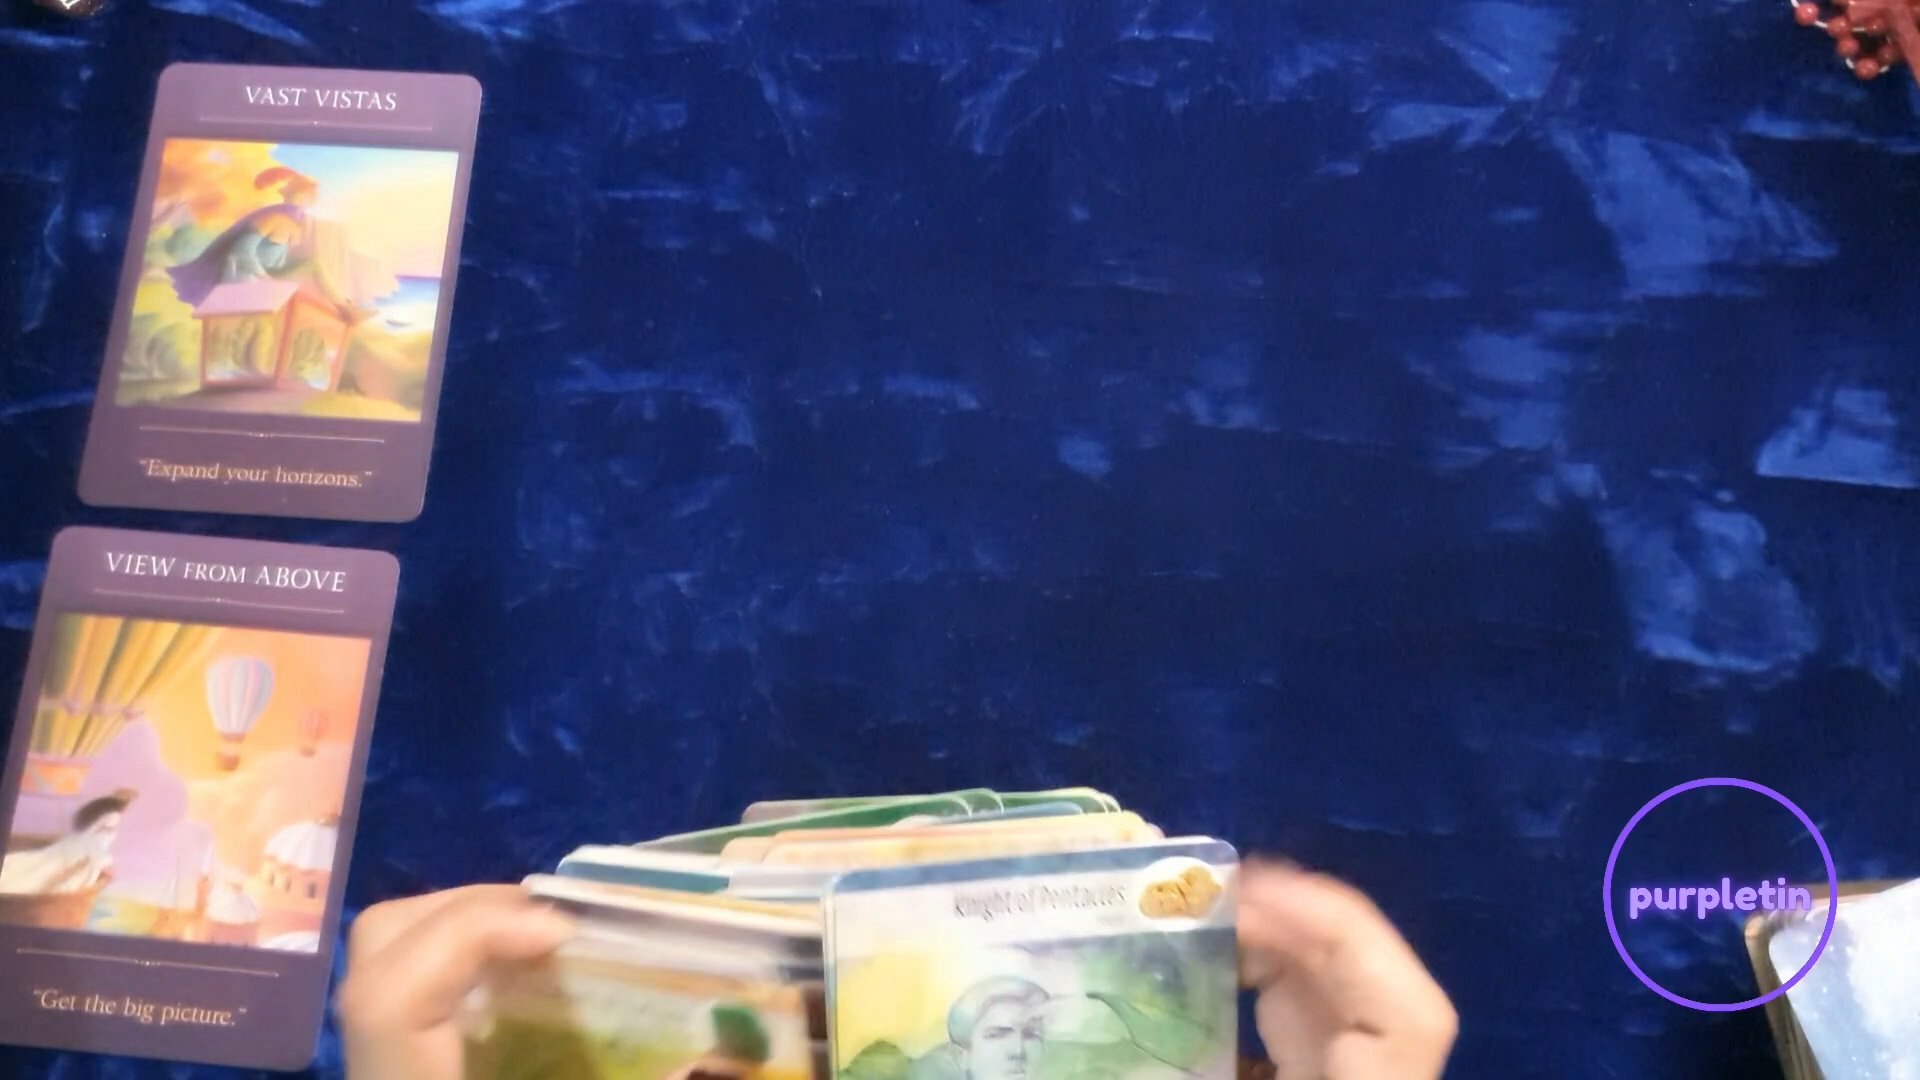 VAST VISTAS
"Expand your horizons."
VIEW FROM ABOVE
"Get the big picture."
Knight of Pentacles
purpletin